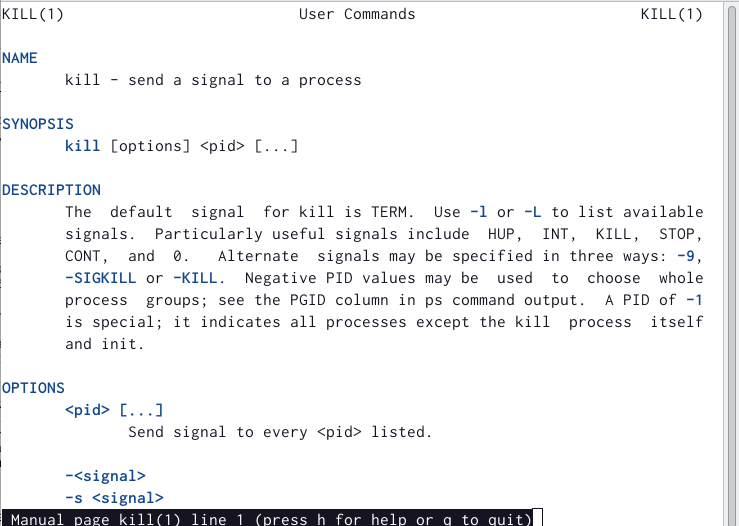 KILL(1) User Commands KILL(1)
NAME
kill - send a signal to a process
SYNOPSIS
kill [options] <pid> [...]
DESCRIPTION
The default signal for kill is TERM. Use -l or -L to list available
signals. Particularly useful signals include HUP, INT, KILL, STOP,
CONT, and 0. Alternate signals may be specified in three ways: -9,
-SIGKILL or -KILL. Negative PID values may be used to choose whole
process groups; see the PGID column in ps command output. A PID of -1
is special; it indicates all processes except the kill process itself
and init.
OPTIONS
<pid> [...]
Send signal to every <pid> listed.
-<signal>
-s <signal>
Manual page kill(1) line 1 (press h for help or q to quit)